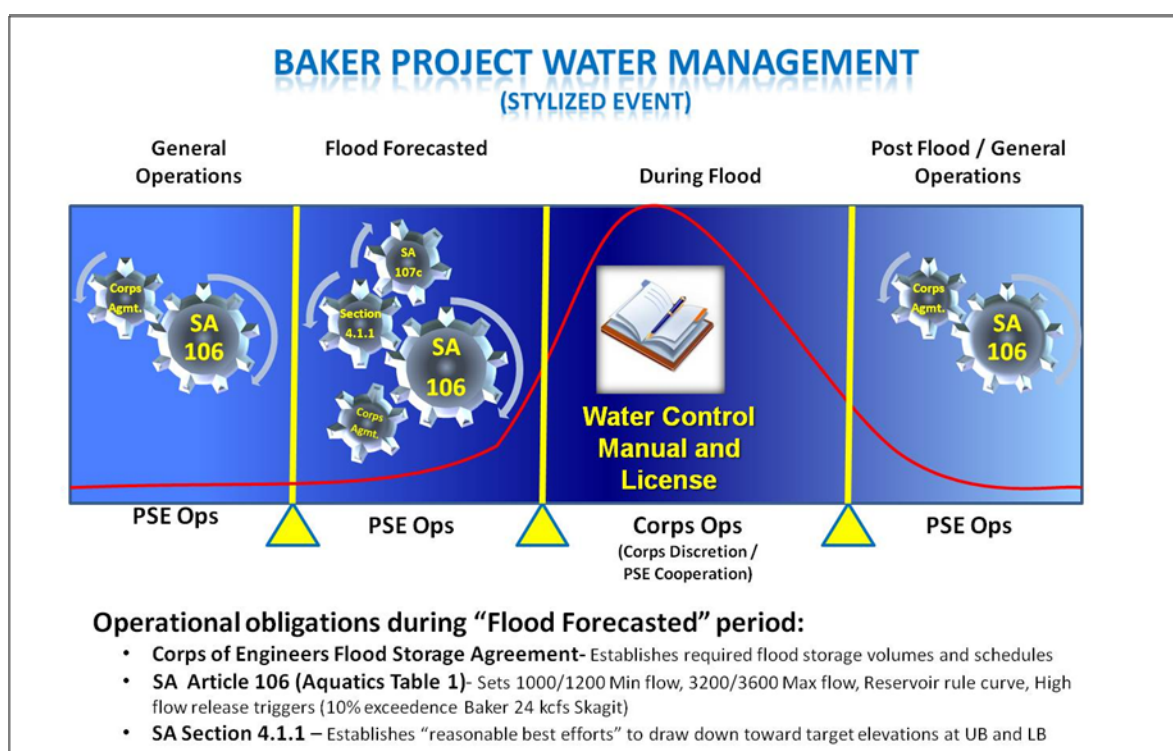 BAKER PROJECT WATER MANAGEMENT
(STYLIZED EVENT)
General
Operations
Flood Forecasted
During Flood
Post Flood / General
Operations
Corps
Agmt.
SA
106
SA
107c
Section
4.1.1
SA
106
Corps
Agmt.
Water Control
Manual and
License
Corps
Agmt.
SA
106
PSE Ops
PSE Ops
Corps Ops
(Corps Discretion /
PSE Cooperation)
PSE Ops
Operational obligations during “Flood Forecasted” period:
• Corps of Engineers Flood Storage Agreement- Establishes required flood storage volumes and schedules
• SA Article 106 (Aquatics Table 1)- Sets 1000/1200 Min flow, 3200/3600 Max flow, Reservoir rule curve, High
flow release triggers (10% exceedence Baker 24 kcfs Skagit)
• SA Section 4.1.1 – Establishes “reasonable best efforts” to draw down toward target elevations at UB and LB